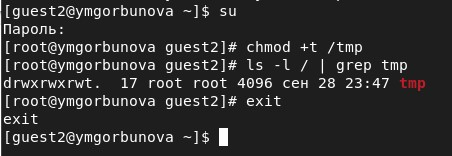 [guest2@ymgorbunova ~]$ su
Пароль:
[root@ymgorbunova guest2]# chmod +t /tmp
[root@ymgorbunova guest2]# ls -l / | grep tmp
drwxrwxrwt.  17 root root 4096 сен 28 23:47 tmp
[root@ymgorbunova guest2]# exit
exit
[guest2@ymgorbunova ~]$